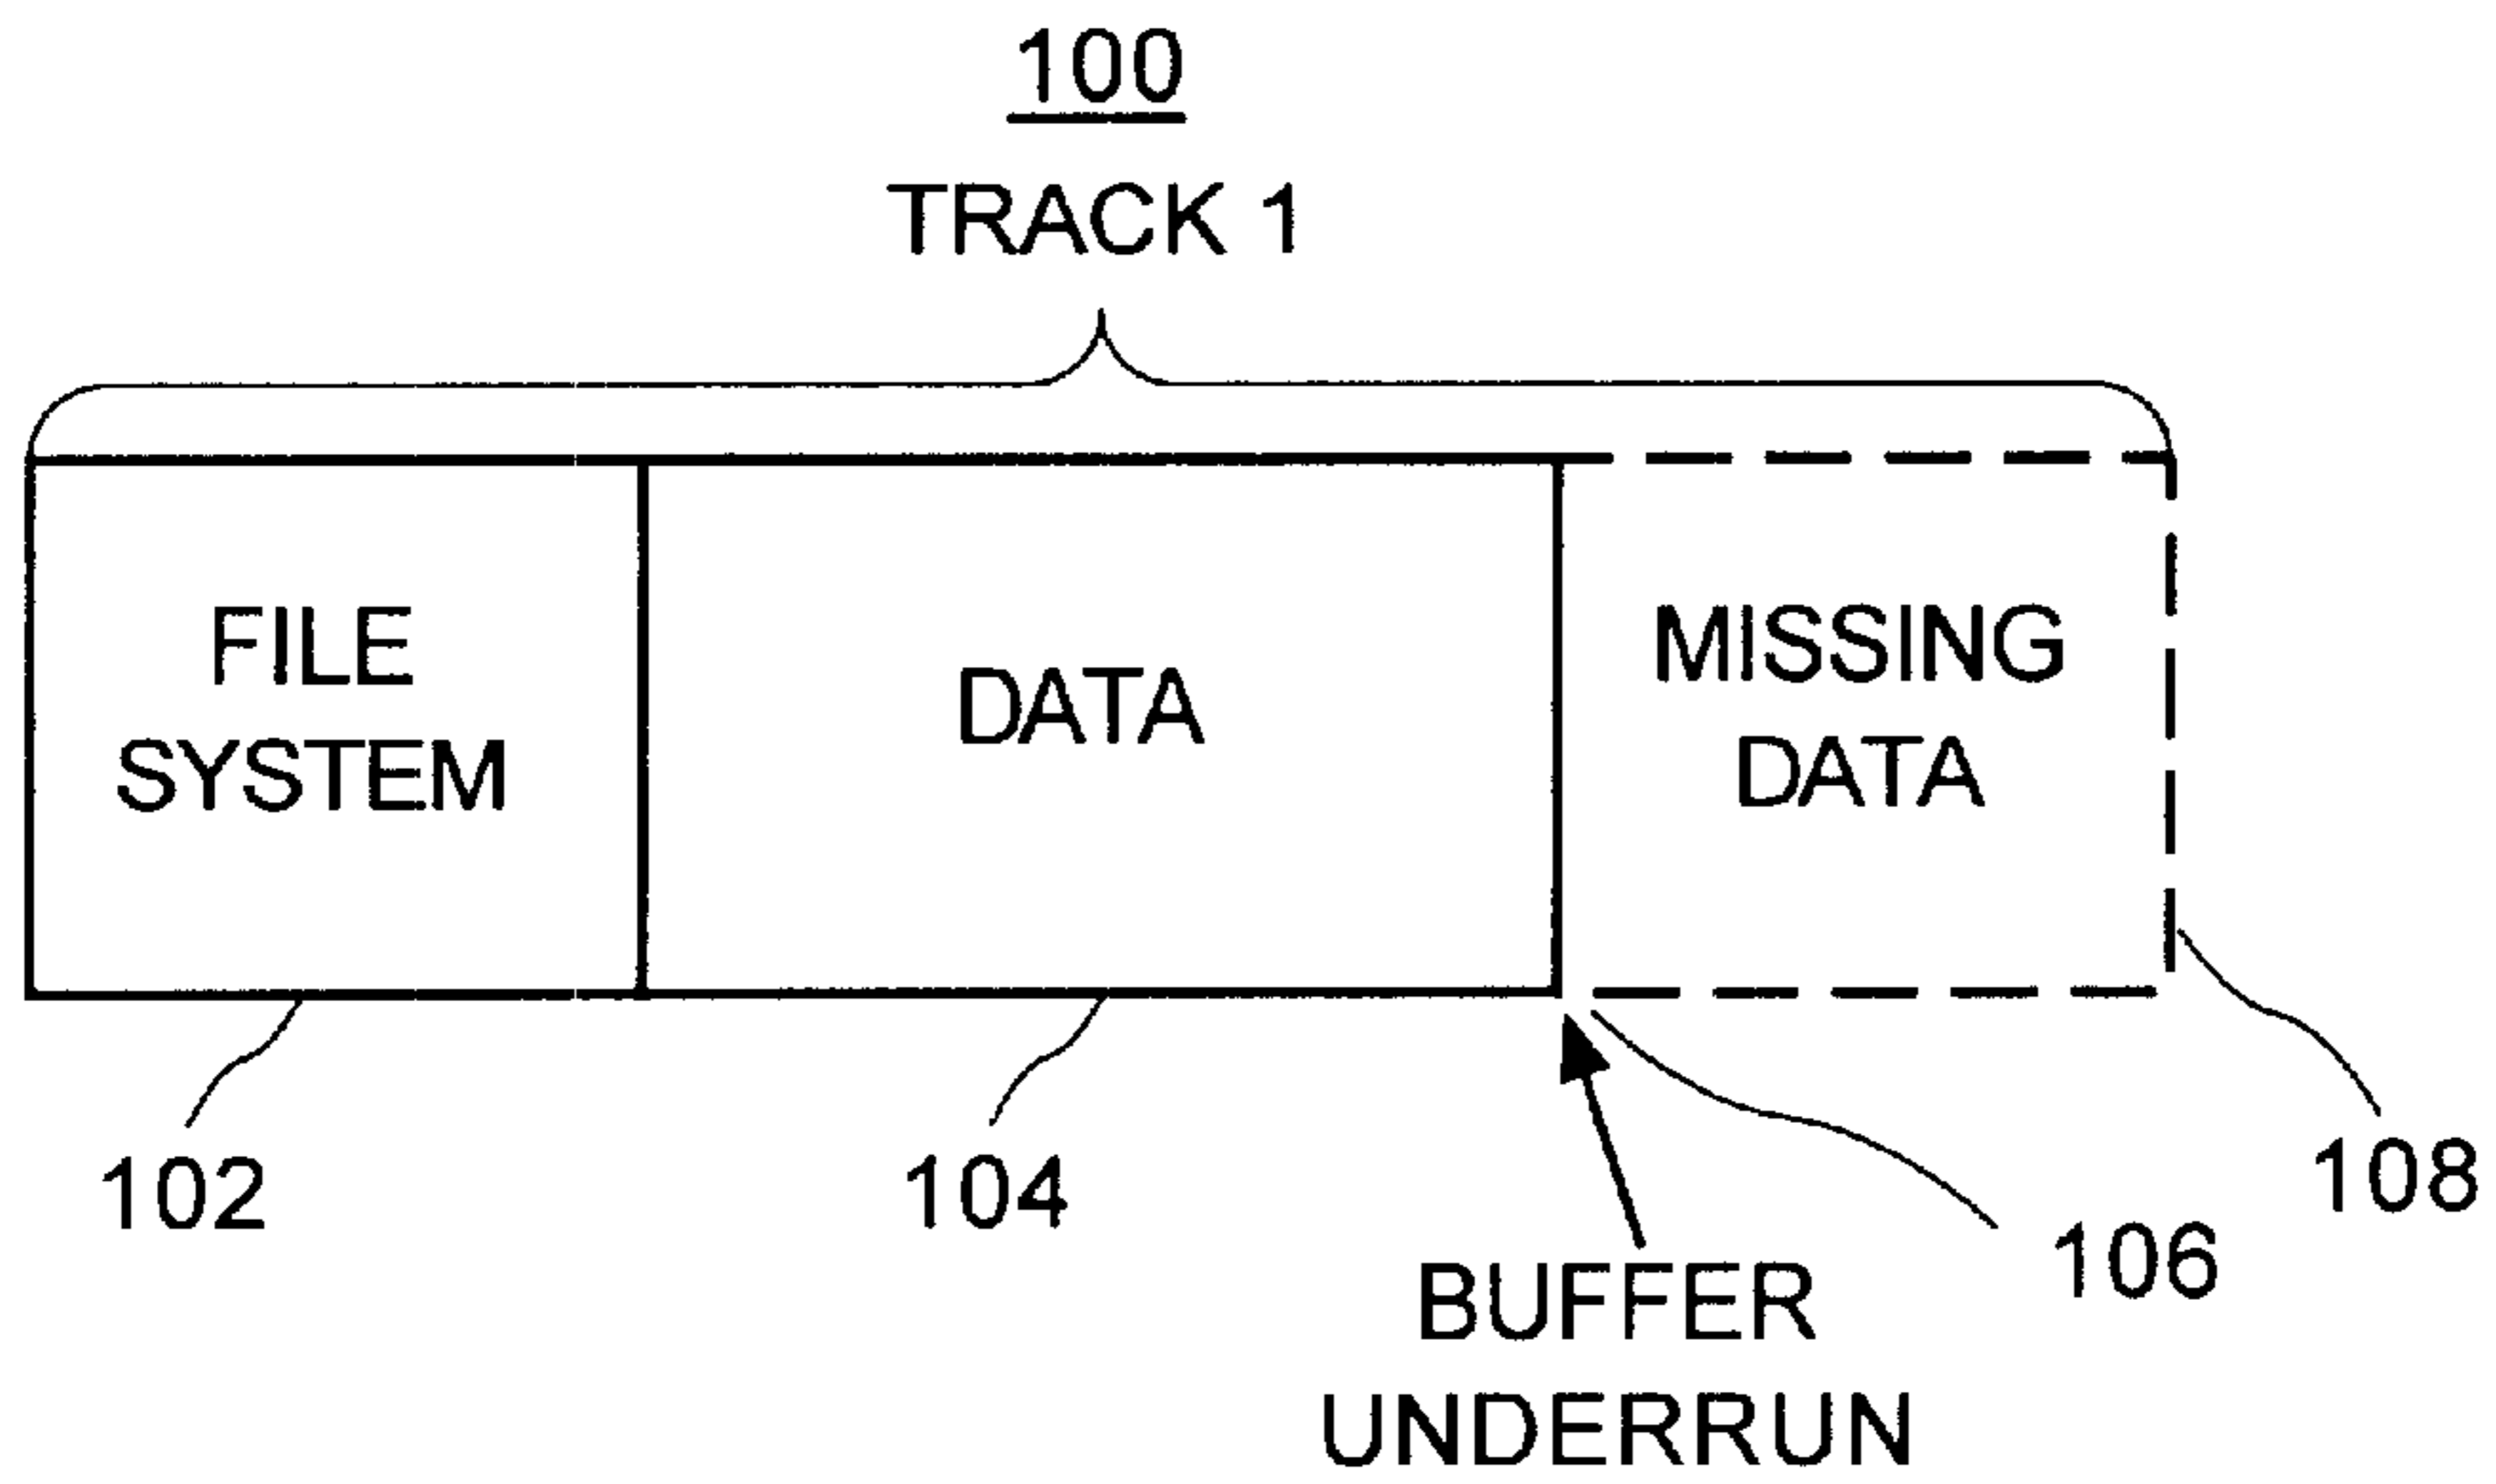 100
TRACK 1
FILE
SYSTEM
DATA
MISSING
DATA
102
104
BUFFER
UNDERRUN
106
108